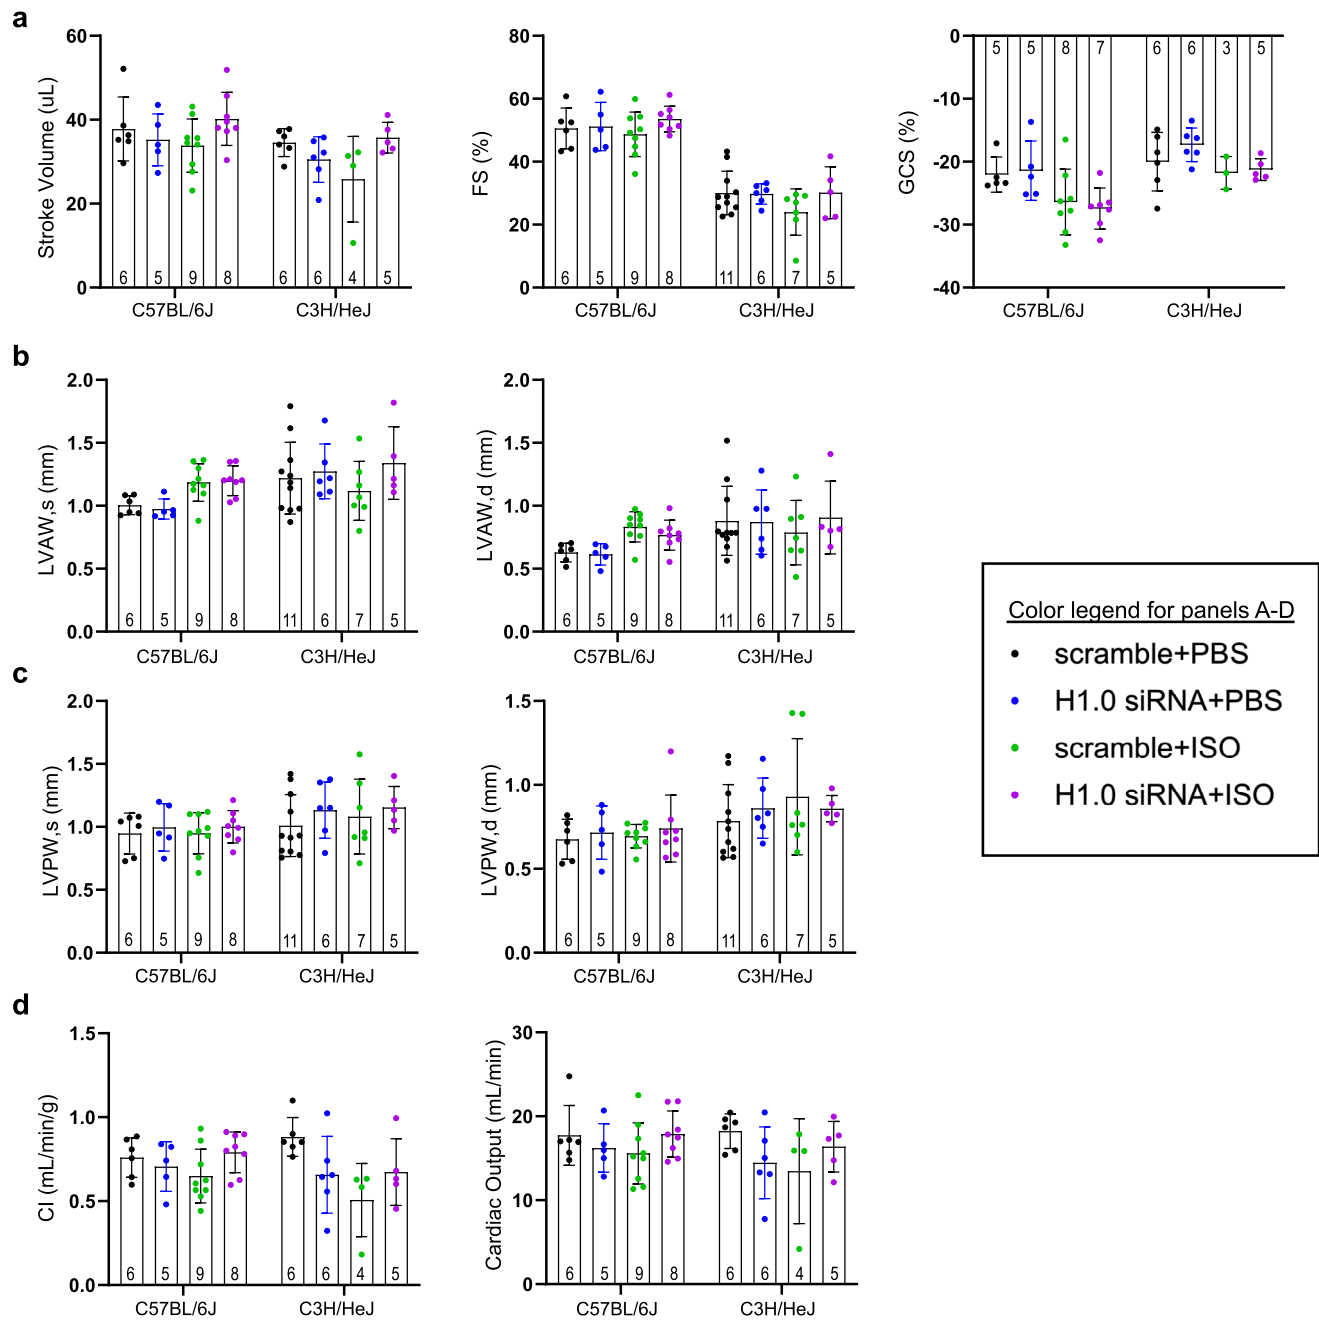 a
Stroke Volume (uL)
60
40
20
0
6 5 9 8 6 6 4 5
C57BL/6J C3H/HeJ
FS (%)
80
60
40
20
0
6 5 9 8 11 6 7 5
C57BL/6J C3H/HeJ
GCS (%)
0
-10
-20
-30
-40
5 5 8 7 6 6 3 5
C57BL/6J C3H/HeJ
b
LVAW,s (mm)
2.0
1.5
1.0
0.5
0.0
6 5 9 8 11 6 7 5
C57BL/6J C3H/HeJ
LVAW,d (mm)
2.0
1.5
1.0
0.5
0.0
6 5 9 8 11 6 7 5
C57BL/6J C3H/HeJ
Color legend for panels A-D
scramble+PBS
H1.0 siRNA+PBS
scramble+ISO
H1.0 siRNA+ISO
c
LVPW,s (mm)
2.0
1.5
1.0
0.5
0.0
6 5 9 8 11 6 7 5
C57BL/6J C3H/HeJ
LVPW,d (mm)
1.5
1.0
0.5
0.0
6 5 9 8 11 6 7 5
C57BL/6J C3H/HeJ
d
CI (mL/min/g)
1.5
1.0
0.5
0.0
6 5 9 8 6 6 4 5
C57BL/6J C3H/HeJ
Cardiac Output (mL/min)
30
20
10
0
6 5 9 8 6 6 4 5
C57BL/6J C3H/HeJ